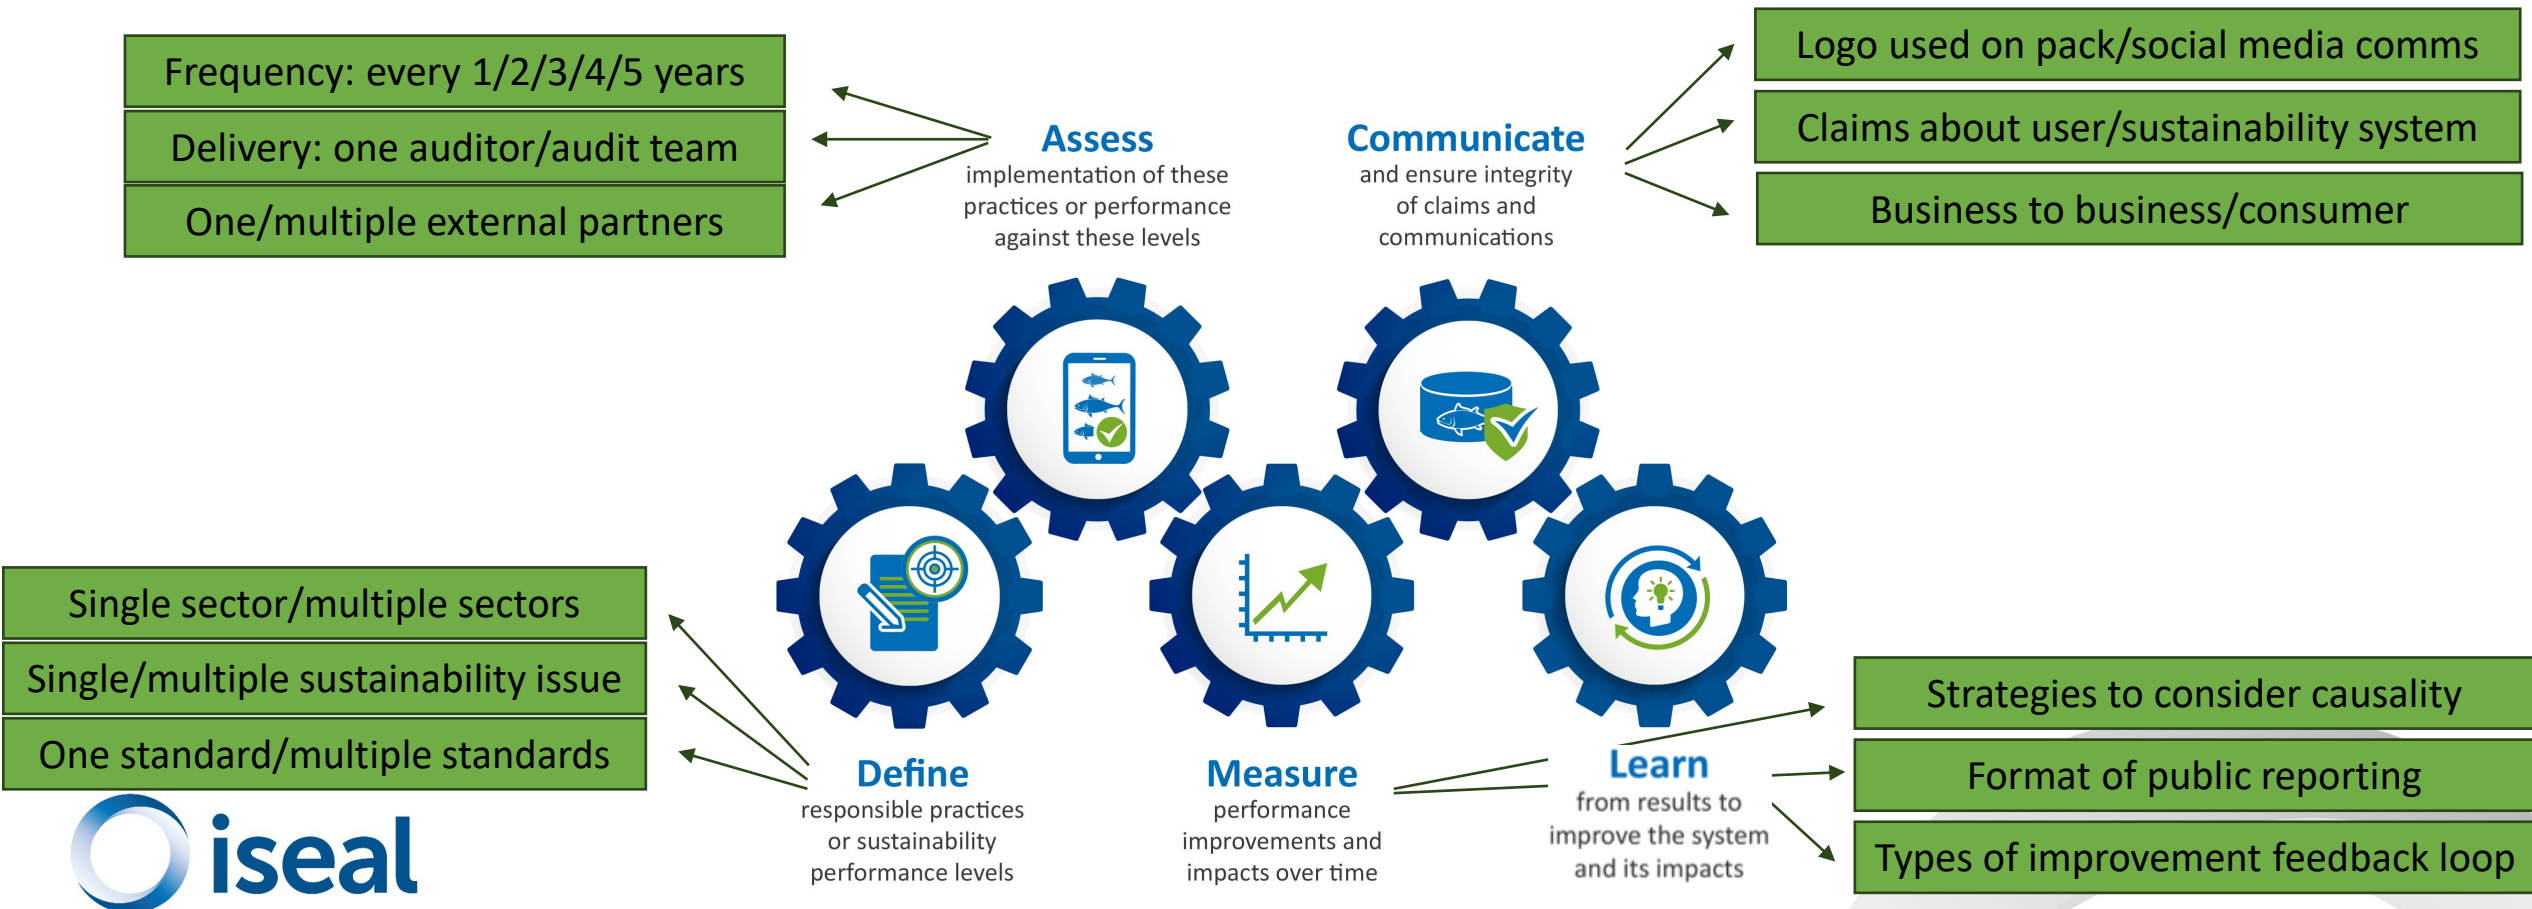 Frequency: every 1/2/3/4/5 years
Delivery: one auditor/audit team
One/multiple external partners
Assess
implementation of these
practices or performance
against these levels
Communicate
and ensure integrity
of claims and
communications
Logo used on pack/social media comms
Claims about user/sustainability system
Business to business/consumer
Single sector/multiple sectors
Single/multiple sustainability issue
One standard/multiple standards
iseal
Define
responsible practices
or sustainability
performance levels
Measure
performance
improvements and
impacts over time
Learn
from results to
improve the system
and its impacts
Strategies to consider causality
Format of public reporting
Types of improvement feedback loop